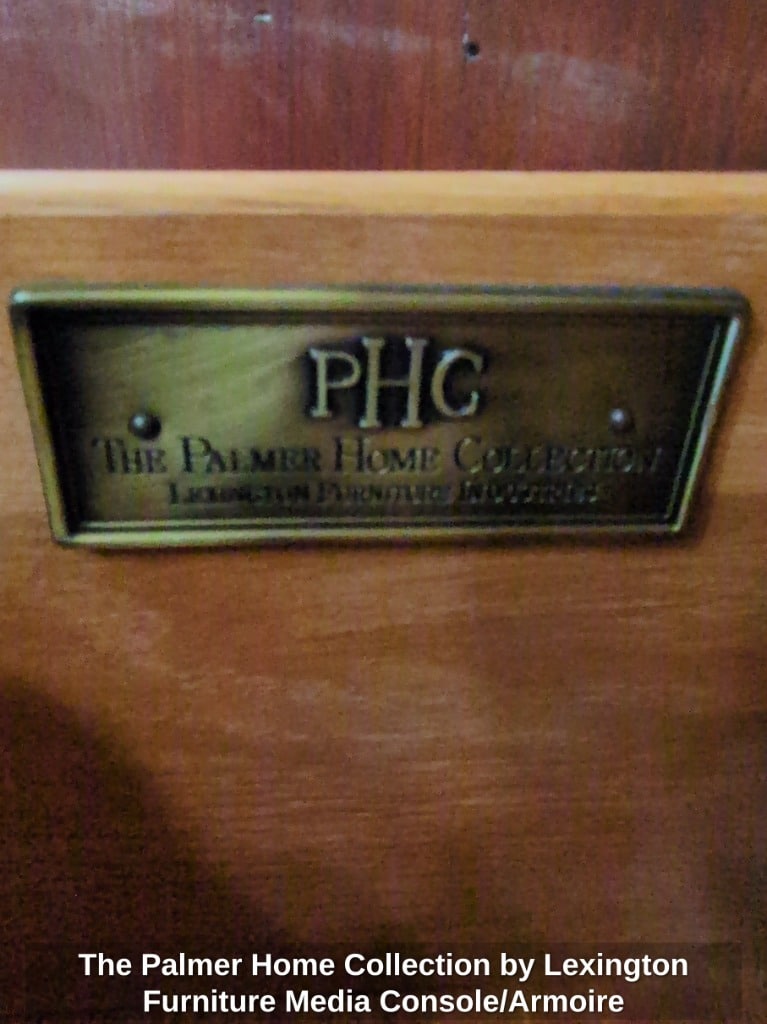 PHC
THE PALMER HOME COLLECTION
LEXINGTON FURNITURE INDUSTRIES
The Palmer Home Collection by Lexington
Furniture Media Console/Armoire